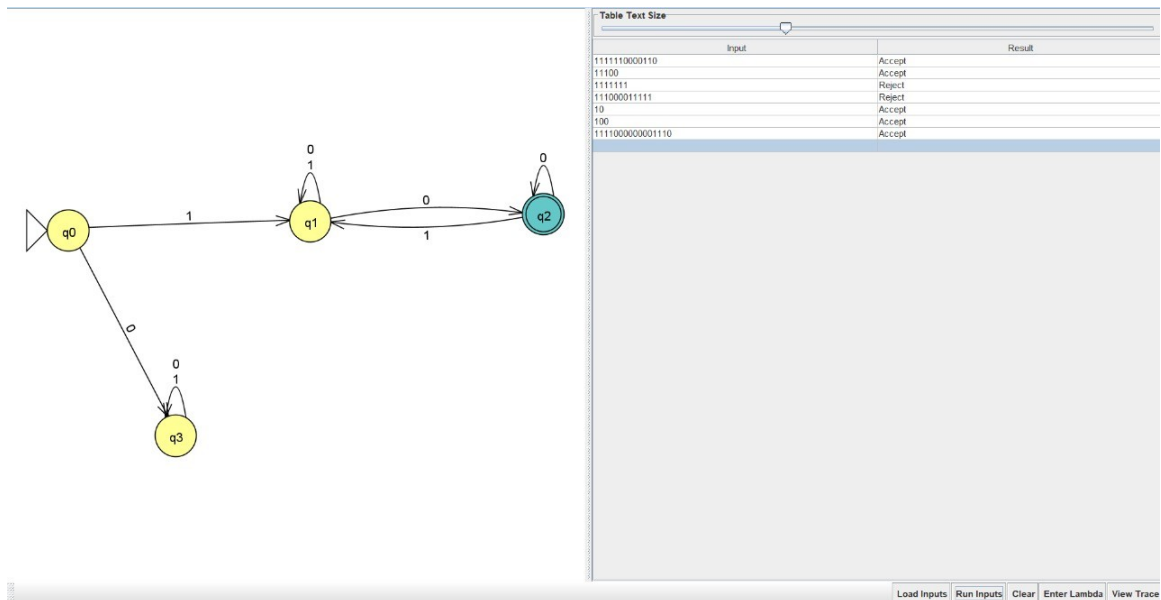 Table Text Size
Input Result
1111110000110 Accept
11100 Accept
1111111 Reject
111000011111 Reject
10 Accept
100 Accept
1111000000001110 Accept
0
1
0
0
1
q0
q1
q2
1
0
0
1
q3
Load Inputs Run Inputs Clear Enter Lambda View Trace